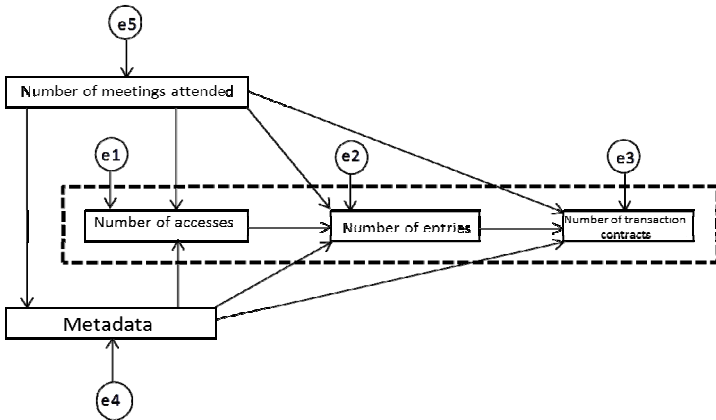 e5
Number of meetings attended
e1
e2
e3
Number of accesses
Number of entries
Number of transaction
contracts
Metadata
e4